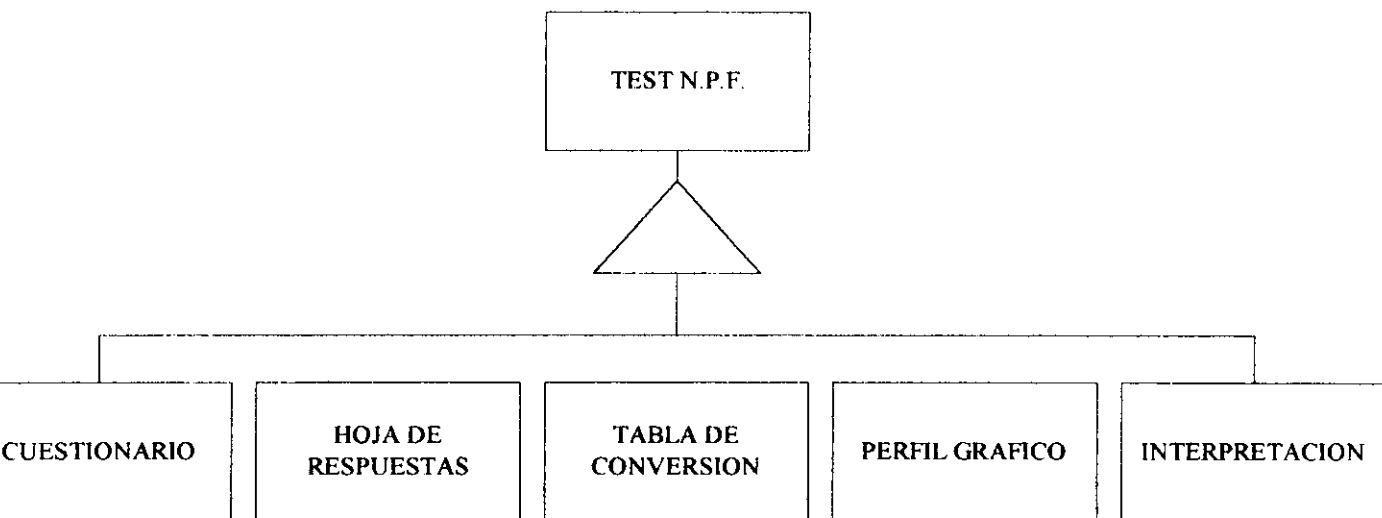 TEST N.P.F.
CUESTIONARIO
HOJA DE
RESPUESTAS
TABLA DE
CONVERSION
PERFIL GRAFICO
INTERPRETACION